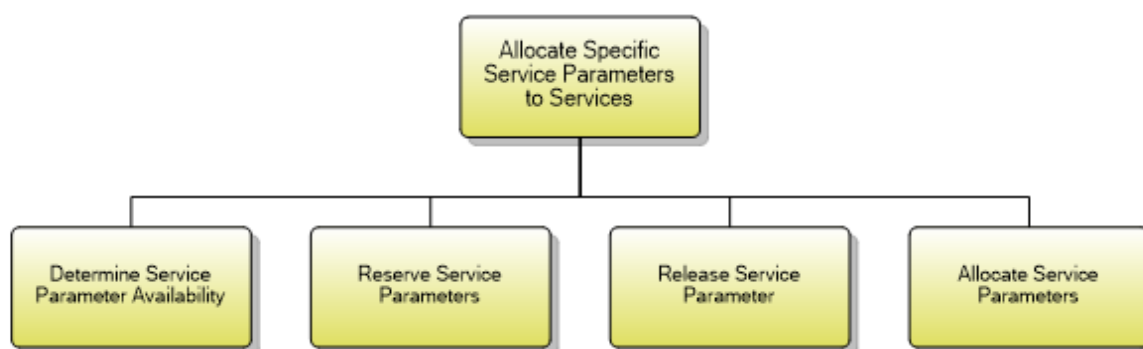 Allocate Specific
Service Parameters
to Services
Determine Service
Parameter Availability
Reserve Service
Parameters
Release Service
Parameter
Allocate Service
Parameters